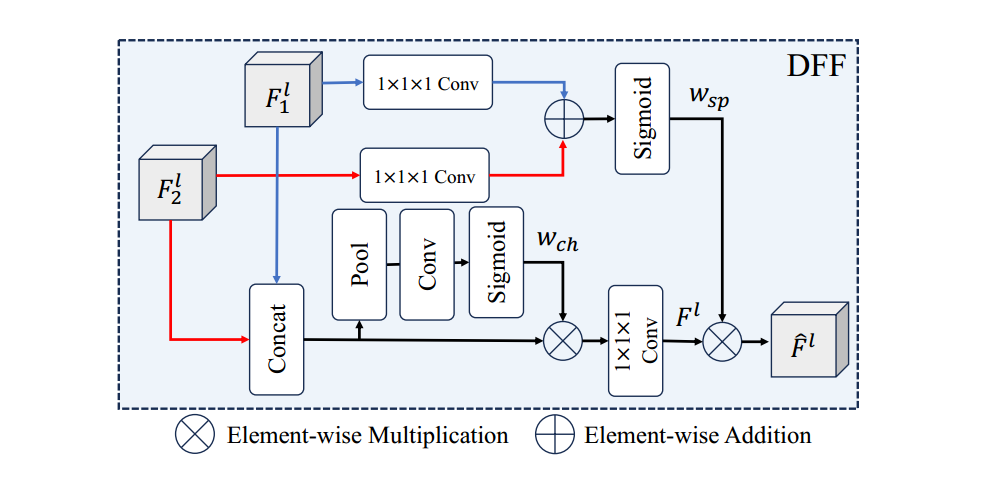 DFF
F_1^l
1×1×1 Conv
Sigmoid
w_{sp}
F_2^l
1×1×1 Conv
Pool
Conv
Sigmoid
w_{ch}
Concat
1×1×1
Conv
F^l
\hat{F}^l
Element-wise Multiplication
Element-wise Addition